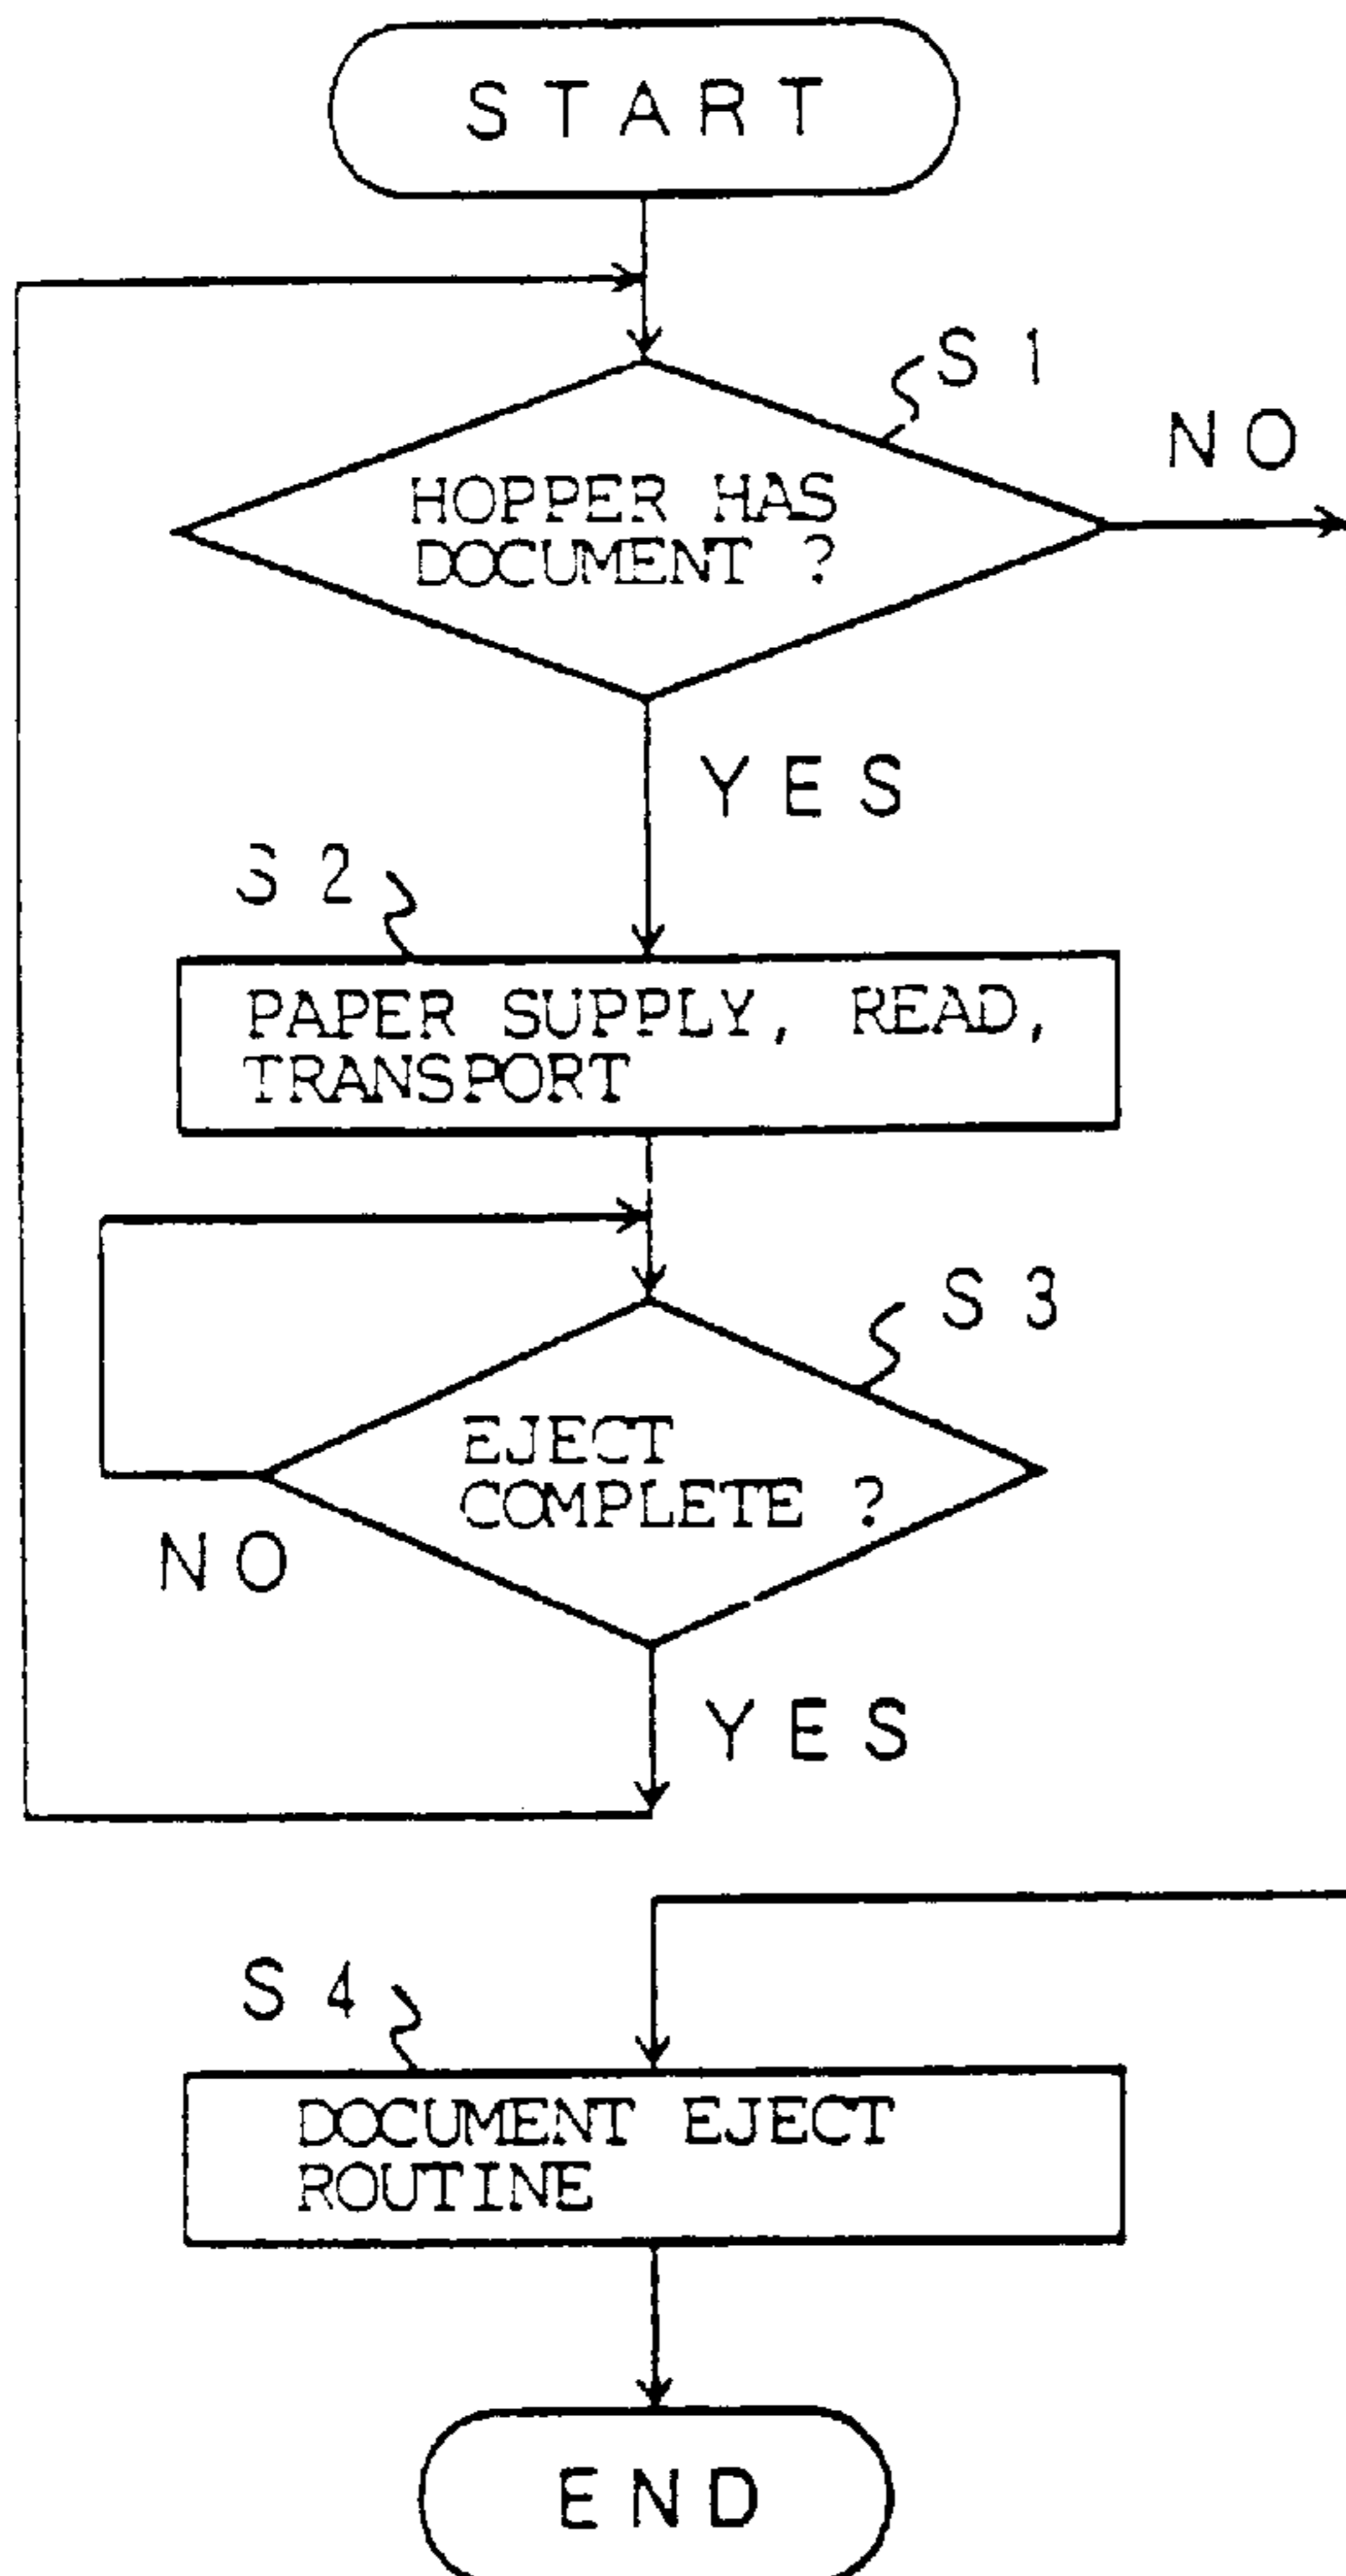 START
S1
NO
HOPPER HAS
DOCUMENT ?
YES
S2
PAPER SUPPLY, READ,
TRANSPORT
S3
EJECT
COMPLETE ?
NO
YES
S4
DOCUMENT EJECT
ROUTINE
END